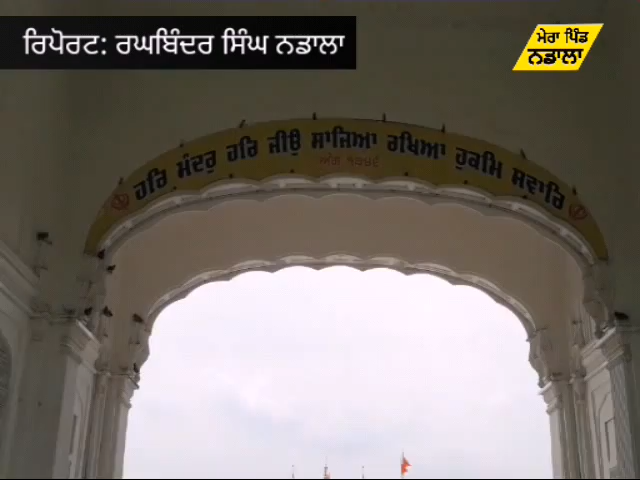 ਰਿਪੋਰਟ: ਰਘਬਿੰਦਰ ਸਿੰਘ ਨਡਾਲਾ
ਮੇਰਾ ਪਿੰਡ
ਨਡਾਲਾ
ਹਰਿ ਮੰਦਰੁ ਹਰਿ ਜੀਉ ਸਾਜਿਆ ਰਖਿਆ ਹੁਕਮਿ ਸਵਾਰਿ
ਅੰਗ